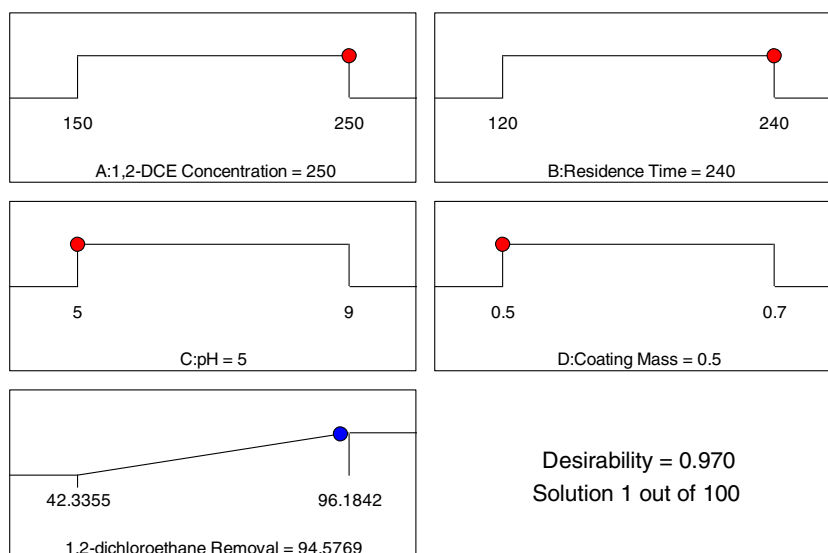 150
250
A:1,2-DCE Concentration = 250
120
240
B:Residence Time = 240
5
9
C:pH = 5
0.5
0.7
D:Coating Mass = 0.5
42.3355
96.1842
1,2-dichloroethane Removal = 94.5769
Desirability = 0.970
Solution 1 out of 100